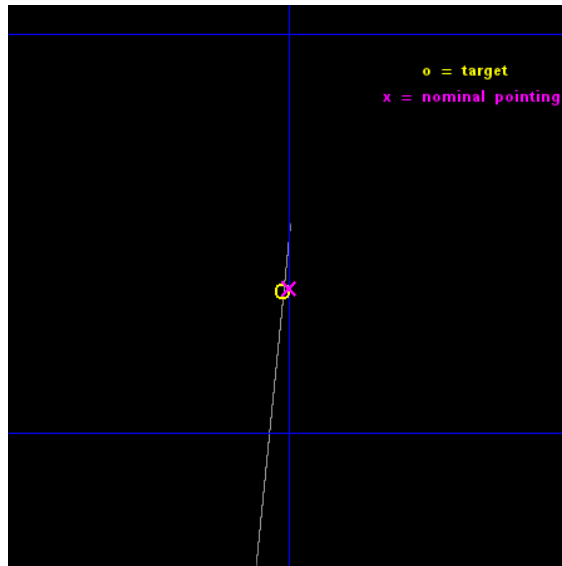 o = target
x = nominal pointing